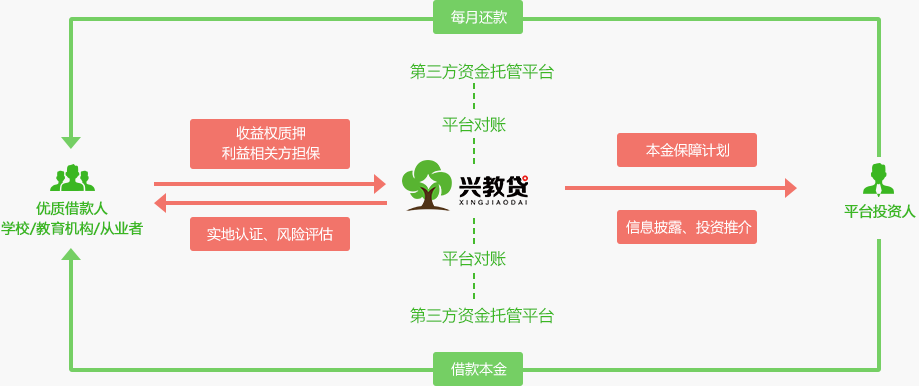 每月还款
第三方资金托管平台
平台对账
收益权质押
利益相关方担保
本金保障计划
兴教贷
XINGJIAODAI
优质借款人
学校/教育机构/从业者
平台投资人
实地认证、风险评估
信息披露、投资推介
平台对账
第三方资金托管平台
借款本金